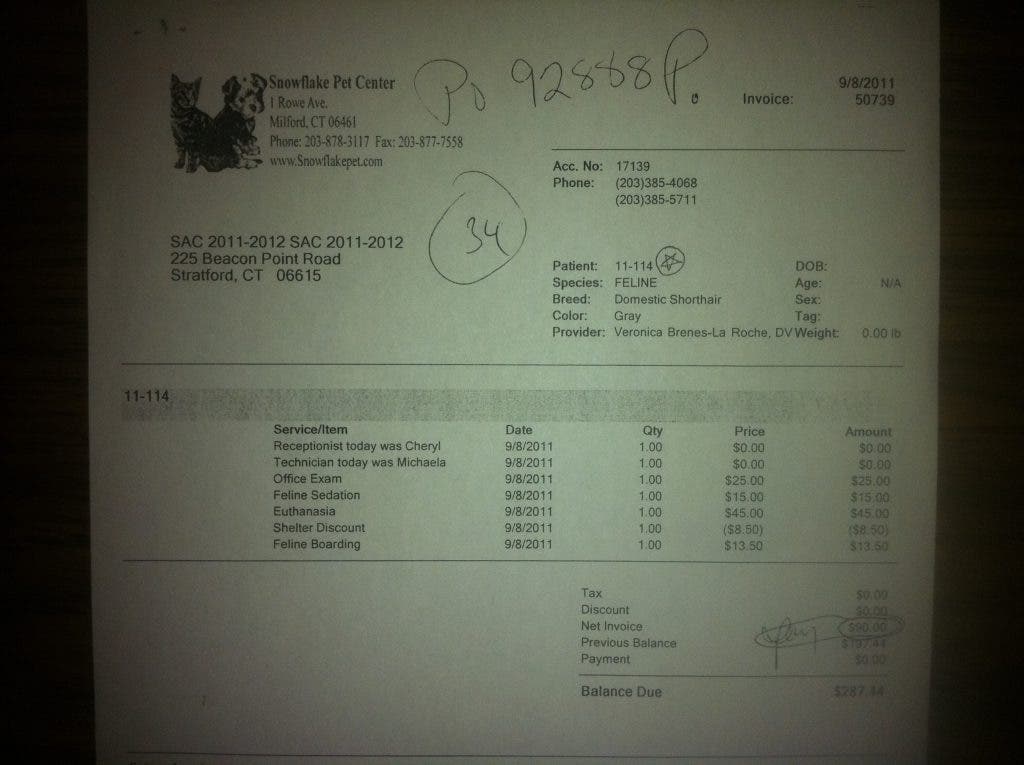 Po 92888P.
Snowflake Pet Center
1 Rowe Ave.
Milford, CT 06461
Phone: 203-878-3117 Fax: 203-877-7558
www.Snowflakepet.com
9/8/2011
Invoice: 50739
Acc. No: 17139
Phone: (203)385-4068
(203)385-5711
34
SAC 2011-2012 SAC 2011-2012
225 Beacon Point Road
Stratford, CT 06615
Patient: 11-114 DOB:
Species: FELINE Age: N/A
Breed: Domestic Shorthair Sex:
Color: Gray Tag:
Provider: Veronica Brenes-La Roche, DV Weight: 0.00 lb
11-114
Service/Item Date Qty Price Amount
Receptionist today was Cheryl 9/8/2011 1.00 $0.00 $0.00
Technician today was Michaela 9/8/2011 1.00 $0.00 $0.00
Office Exam 9/8/2011 1.00 $25.00 $25.00
Feline Sedation 9/8/2011 1.00 $15.00 $15.00
Euthanasia 9/8/2011 1.00 $45.00 $45.00
Shelter Discount 9/8/2011 1.00 ($8.50) ($8.50)
Feline Boarding 9/8/2011 1.00 $13.50 $13.50
Tax $0.00
Discount $0.00
Net Invoice $90.00
Previous Balance $197.44
Payment $0.00
Balance Due $287.44